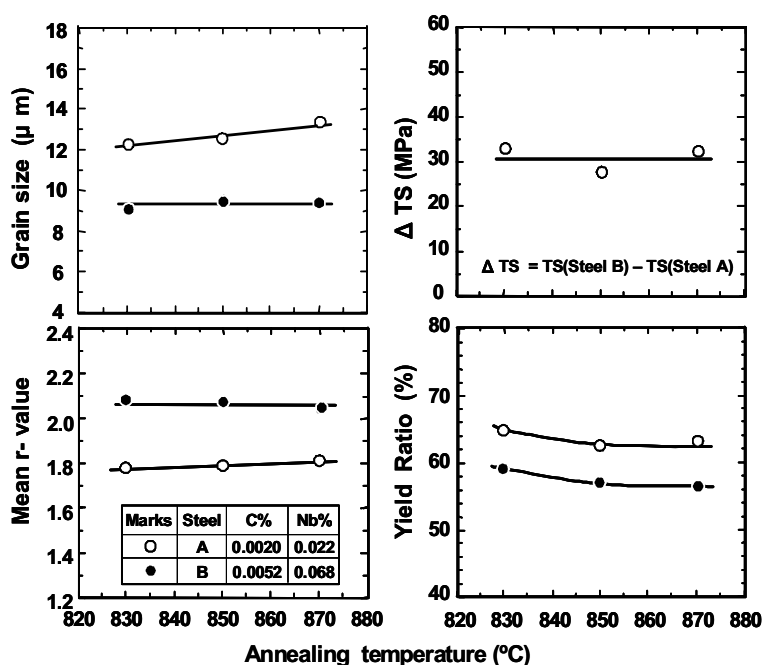 18
16
14
12
10
8
6
4
Grain size (μ m)
60
50
40
30
20
10
0
Δ TS (MPa)
Δ TS = TS(Steel B) – TS(Steel A)
2.4
2.2
2.0
1.8
1.6
1.4
1.2
Mean r- value
Marks Steel C% Nb%
A 0.0020 0.022
B 0.0052 0.068
80
70
60
50
40
Yield Ratio (%)
820 830 840 850 860 870 880
820 830 840 850 860 870 880
Annealing temperature (ºC)